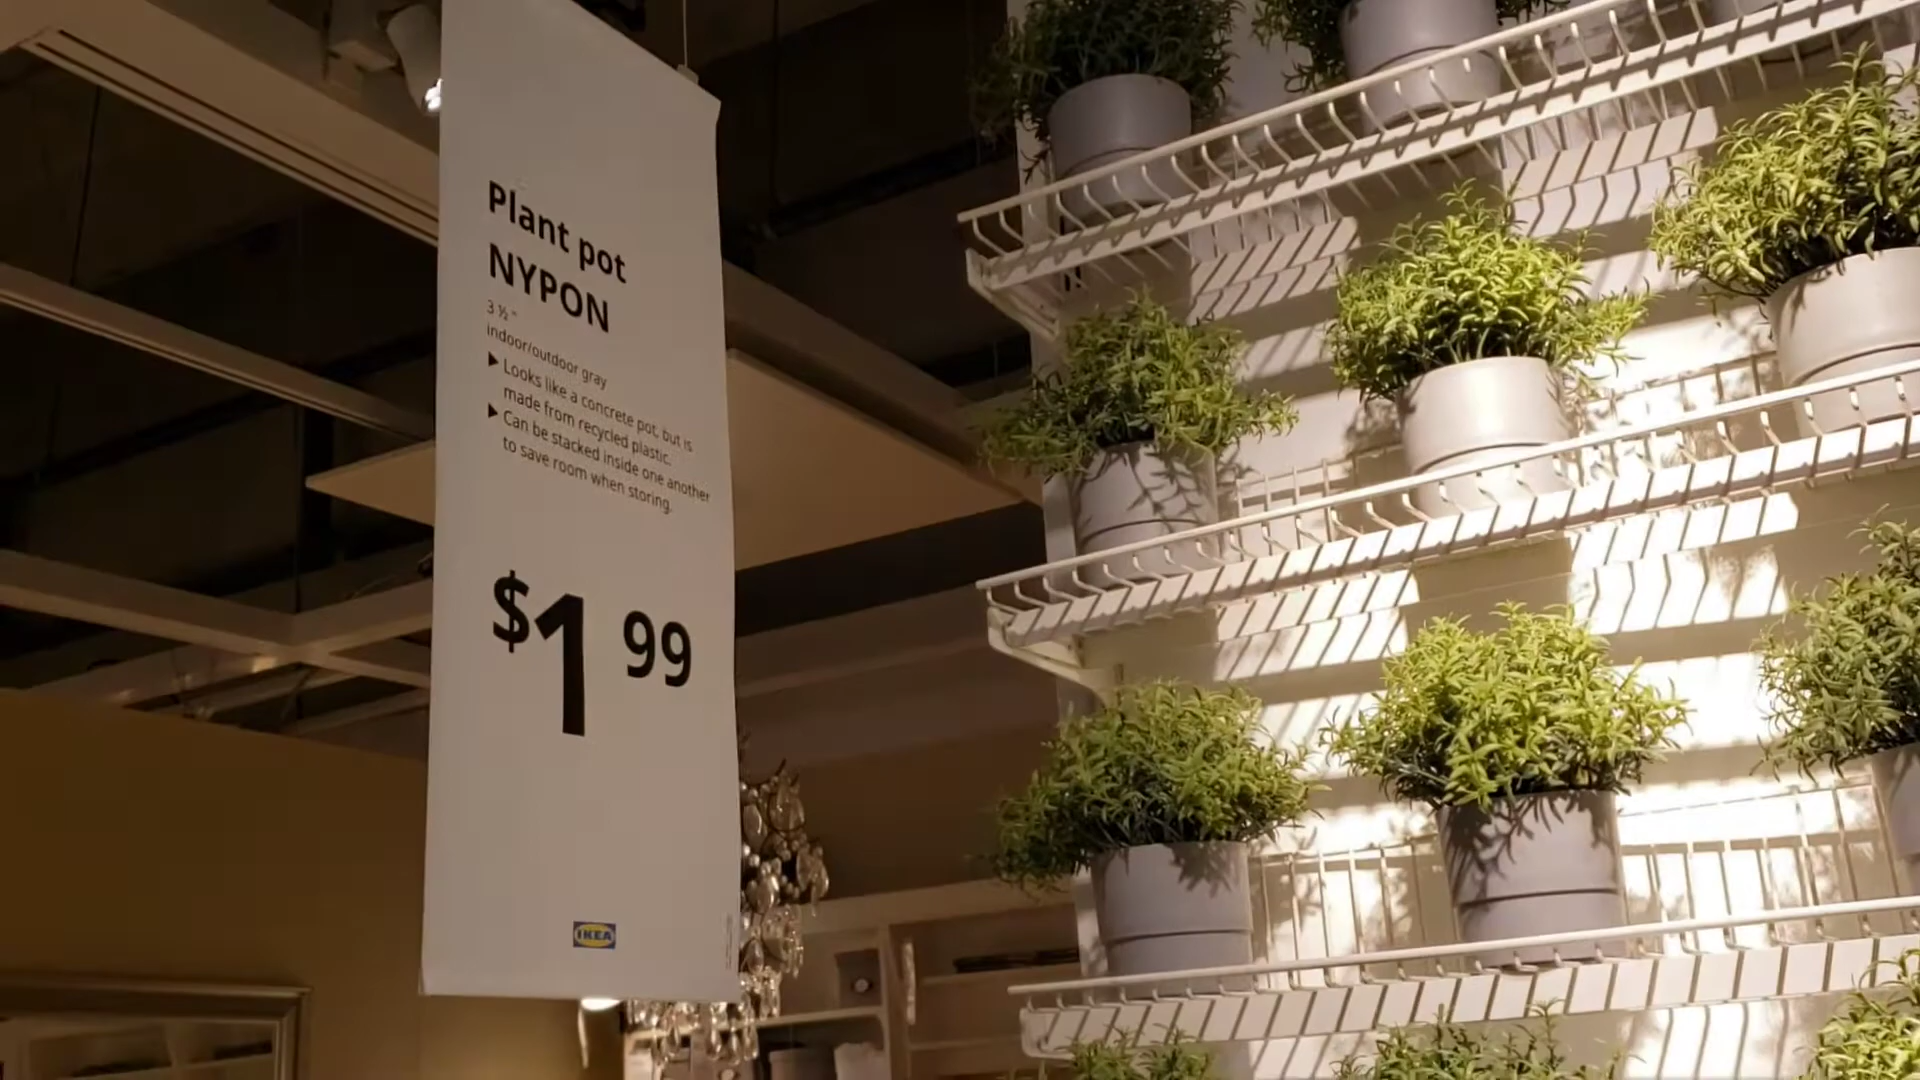 Plant pot
NYPON
3 ½ "
indoor/outdoor gray
▶ Looks like a concrete pot, but is
made from recycled plastic.
▶ Can be stacked inside one another
to save room when storing.
$1 99
IKEA